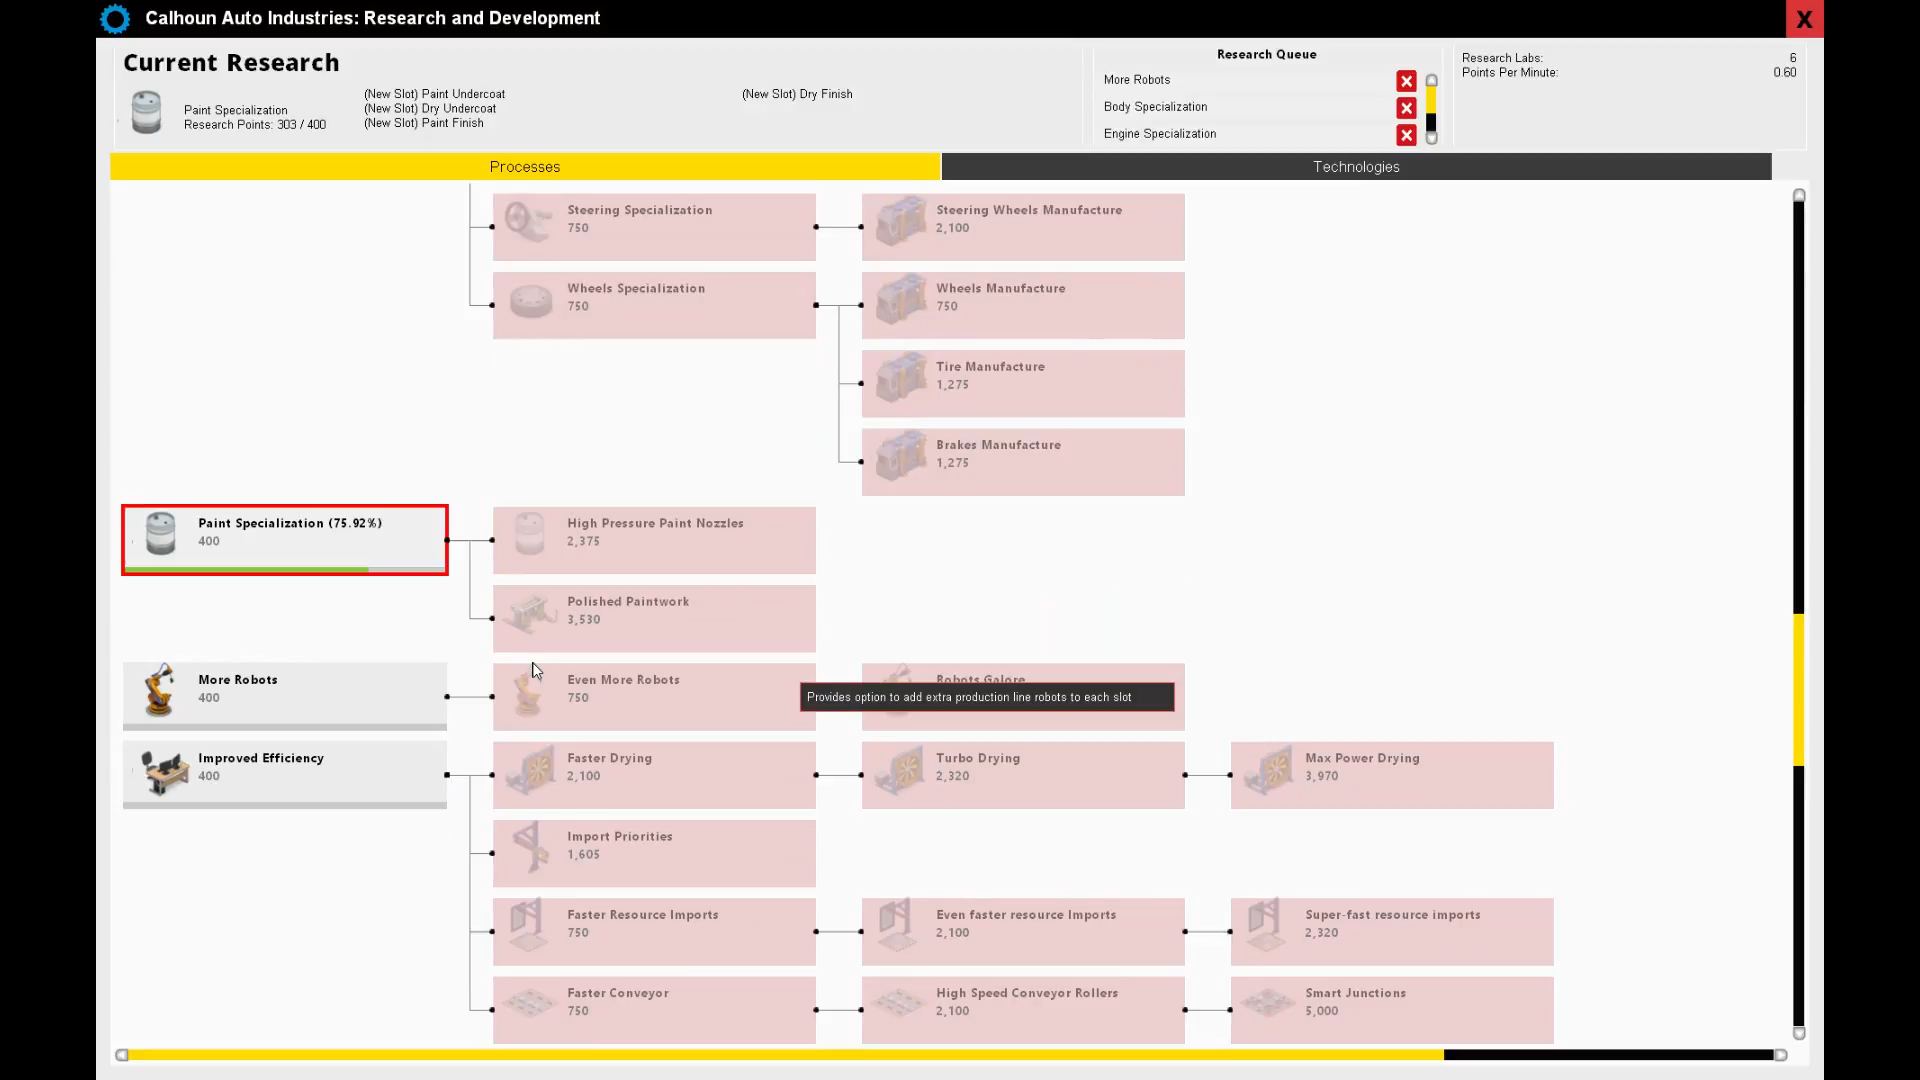 Calhoun Auto Industries: Research and Development
X
Current Research
Paint Specialization
Research Points: 303 / 400
(New Slot) Paint Undercoat
(New Slot) Dry Undercoat
(New Slot) Paint Finish
(New Slot) Dry Finish
Research Queue
More Robots
Body Specialization
Engine Specialization
Research Labs: 6
Points Per Minute: 0.60
Processes
Technologies
Steering Specialization
750
Steering Wheels Manufacture
2,100
Wheels Specialization
750
Wheels Manufacture
750
Tire Manufacture
1,275
Brakes Manufacture
1,275
Paint Specialization (75.92%)
400
High Pressure Paint Nozzles
2,375
Polished Paintwork
3,530
More Robots
400
Even More Robots
750
Robots Galore
Provides option to add extra production line robots to each slot
Improved Efficiency
400
Faster Drying
2,100
Turbo Drying
2,320
Max Power Drying
3,970
Import Priorities
1,605
Faster Resource Imports
750
Even faster resource Imports
2,100
Super-fast resource imports
2,320
Faster Conveyor
750
High Speed Conveyor Rollers
2,100
Smart Junctions
5,000